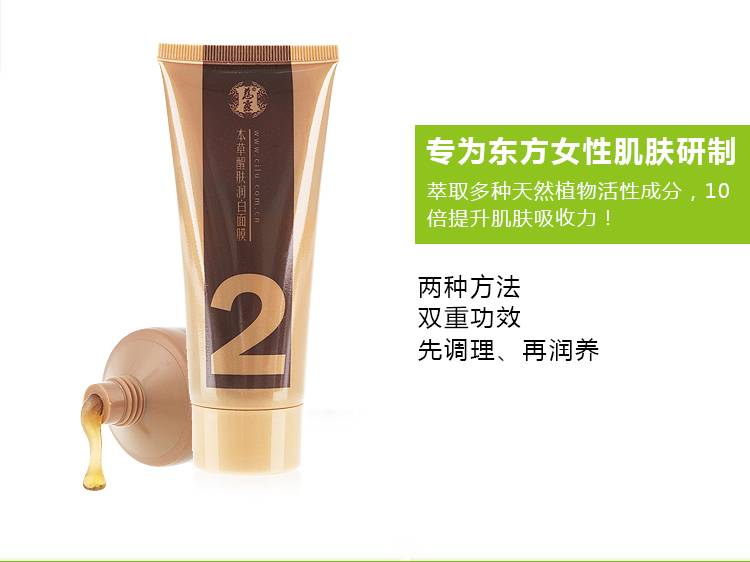 本草醒肤润白面膜
www.cilu.com.cn
2
专为东方女性肌肤研制
萃取多种天然植物活性成分，10
倍提升肌肤吸收力！
两种方法
双重功效
先调理、再润养